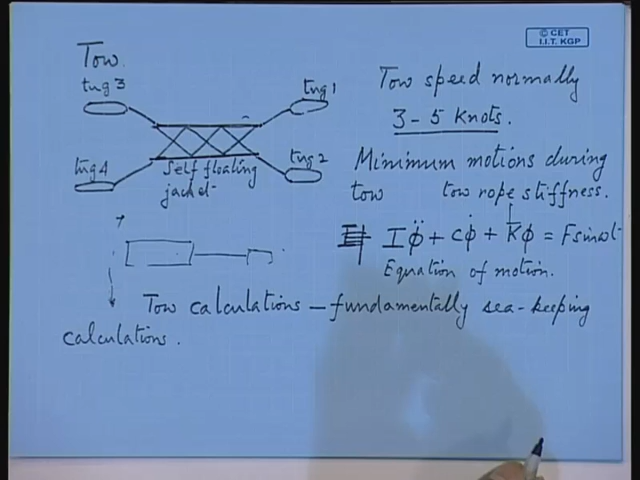 © CET
I.I.T. KGP
Tow.
tug 3
tug 1
Tow speed normally
3 - 5 Knots.
tug 4
Self floating
jacket
tug 2
Minimum motions during
tow
tow rope stiffness.
I ϕ̈ + cϕ̇ + Kϕ = F sin ωt
Equation of motion.
Tow calculations — fundamentally sea-keeping
calculations.